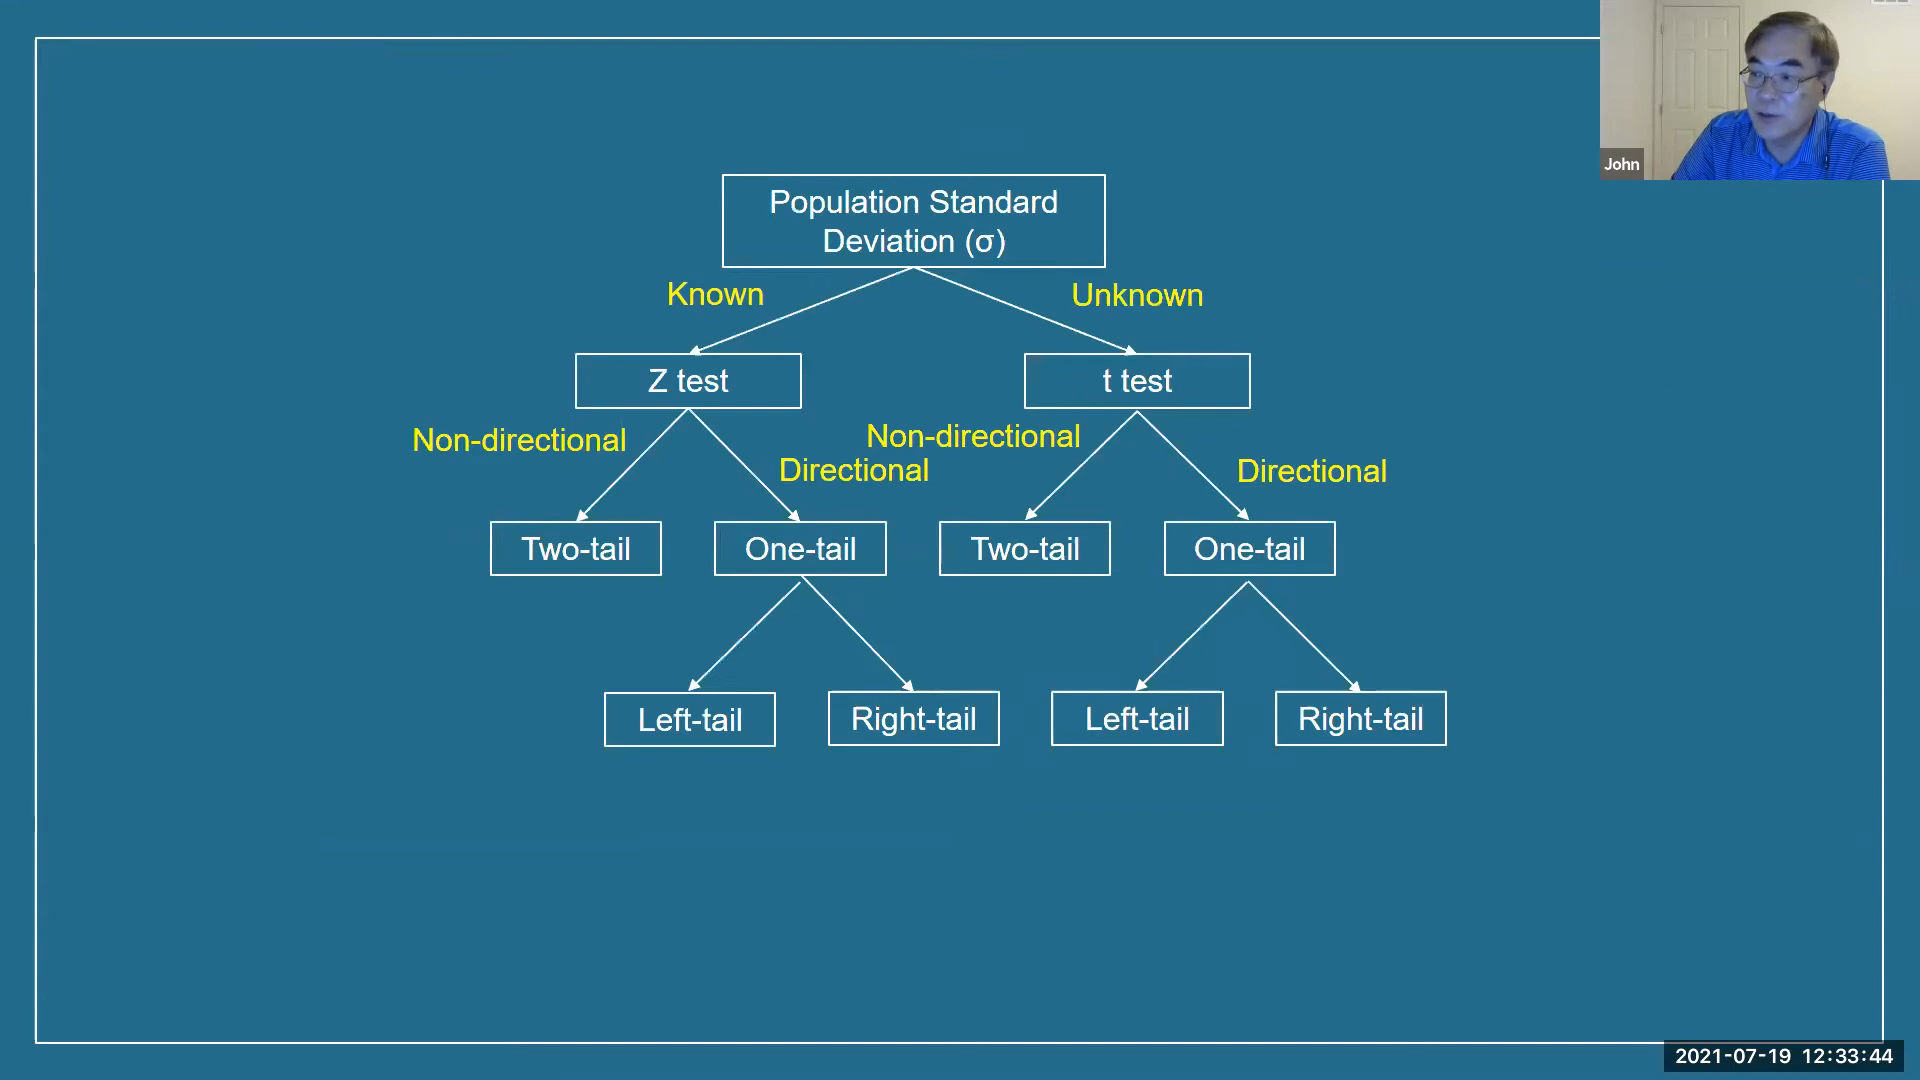 John
Population Standard
Deviation (σ)
Known
Unknown
Z test
t test
Non-directional
Directional
Non-directional
Directional
Two-tail
One-tail
Two-tail
One-tail
Left-tail
Right-tail
Left-tail
Right-tail
2021-07-19 12:33:44